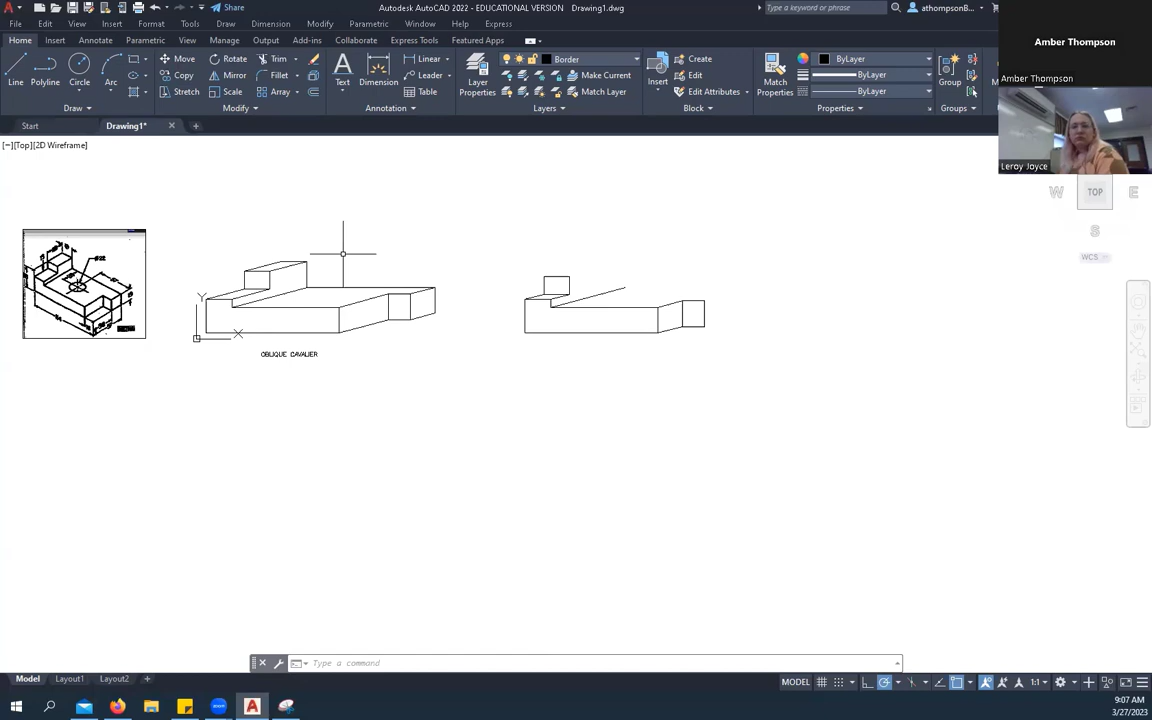 Autodesk AutoCAD 2022 - EDUCATIONAL VERSION Drawing1.dwg
Share
Type a keyword or phrase
athompsonB...
File Edit View Insert Format Tools Draw Dimension Modify Parametric Window Help Express
Home Insert Annotate Parametric View Manage Output Add-ins Collaborate Express Tools Featured Apps
Line Polyline Circle Arc
Move Rotate Trim
Copy Mirror Fillet
Stretch Scale Array
Text Dimension
Linear
Leader
Table
Layer Properties
Border
Make Current
Match Layer
Insert
Create
Edit
Edit Attributes
Match Properties
ByLayer
ByLayer
ByLayer
Group
Draw Modify Annotation Layers Block Properties Groups
Start Drawing1*
[−][Top][2D Wireframe]
Amber Thompson
Amber Thompson
Leroy Joyce
W TOP E
S
WCS
Y
X
OBLIQUE CAVALIER
Type a command
Model Layout1 Layout2 +
MODEL
1:1
9:07 AM
3/27/2023